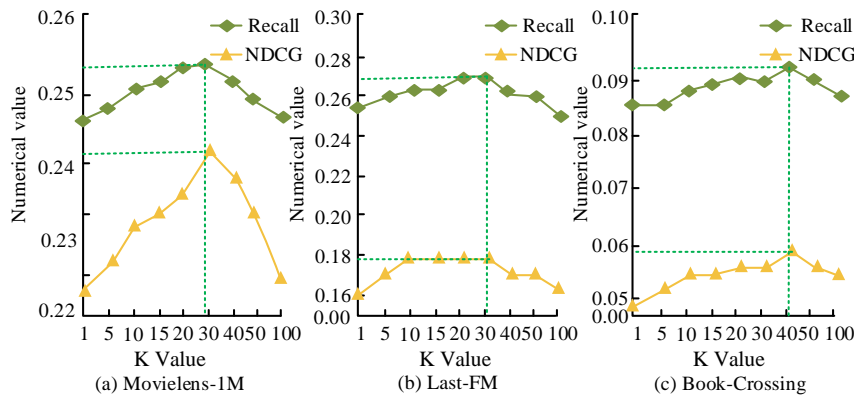 Recall
NDCG
0.26
0.25
0.24
0.23
0.22
Numerical value
1 5 10 15 20 30 40 50 100
K Value
(a) Movielens-1M
Recall
NDCG
0.30
0.28
0.26
0.20
0.18
0.16
0.00
Numerical value
1 5 10 15 20 30 40 50 100
K Value
(b) Last-FM
Recall
NDCG
0.10
0.09
0.08
0.07
0.06
0.05
0.00
Numerical value
1 5 10 15 20 30 40 50 100
K Value
(c) Book-Crossing